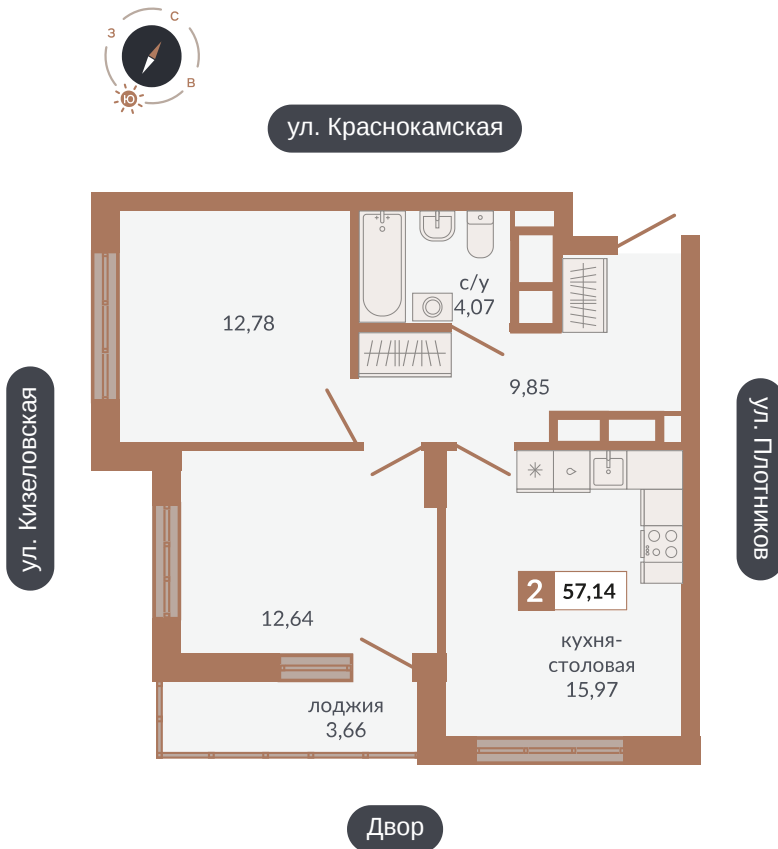 С
З
В
Ю
ул. Краснокамская
с/у
4,07
12,78
9,85
ул. Кизеловская
ул. Плотников
2 57,14
12,64
кухня-
столовая
15,97
лоджия
3,66
Двор